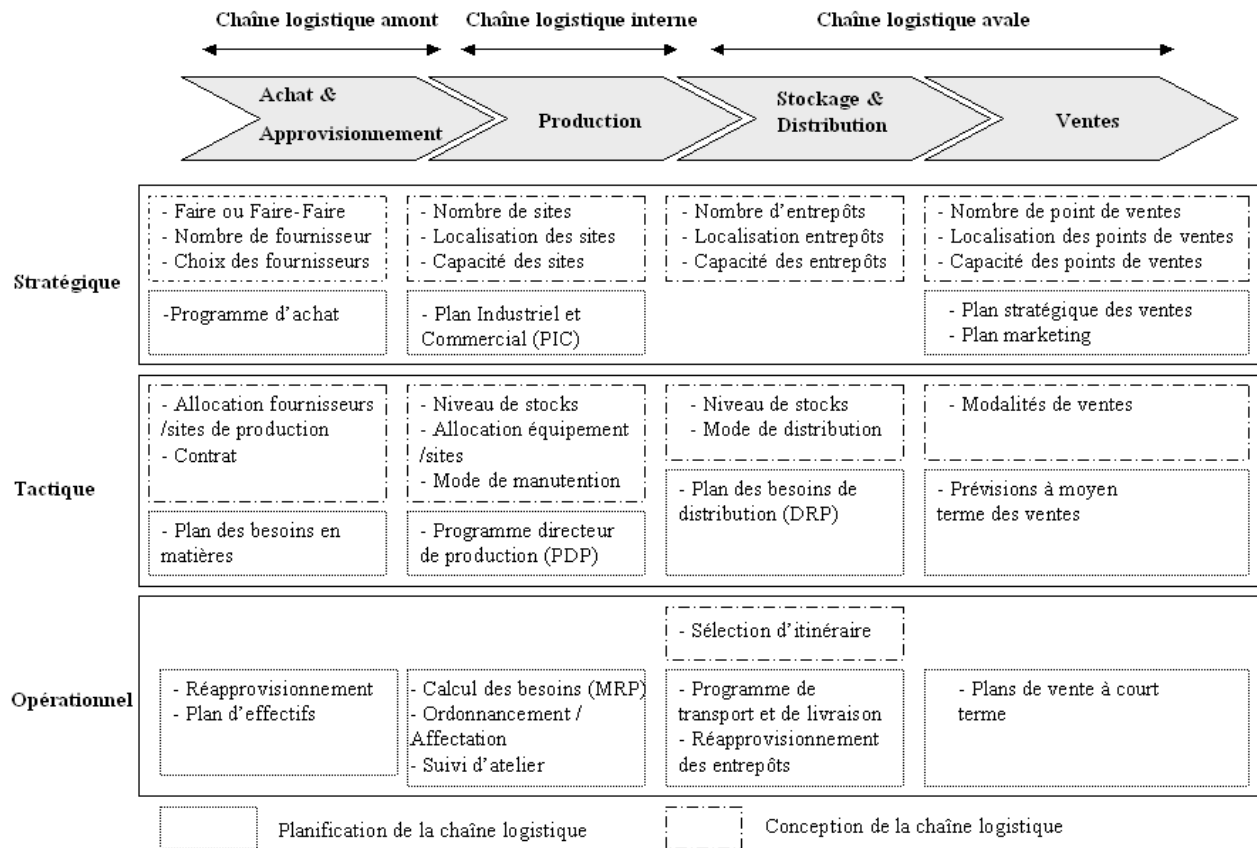 Chaîne logistique amont
Chaîne logistique interne
Chaîne logistique avale
Achat &
Approvisionnement
Production
Stockage &
Distribution
Ventes
Stratégique
- Faire ou Faire-Faire
- Nombre de fournisseur
- Choix des fournisseurs
- Nombre de sites
- Localisation des sites
- Capacité des sites
- Nombre d'entrepôts
- Localisation entrepôts
- Capacité des entrepôts
- Nombre de point de ventes
- Localisation des points de ventes
- Capacité des points de ventes
-Programme d'achat
- Plan Industriel et
Commercial (PIC)
- Plan stratégique des ventes
- Plan marketing
Tactique
- Allocation fournisseurs
/sites de production
- Contrat
- Niveau de stocks
- Allocation équipement
/sites
- Mode de manutention
- Niveau de stocks
- Mode de distribution
- Modalités de ventes
- Plan des besoins en
matières
- Programme directeur
de production (PDP)
- Plan des besoins de
distribution (DRP)
- Prévisions à moyen
terme des ventes
Opérationnel
- Sélection d'itinéraire
- Réapprovisionnement
- Plan d'effectifs
- Calcul des besoins (MRP)
- Ordonnancement /
Affectation
- Suivi d'atelier
- Programme de
transport et de livraison
- Réapprovisionnement
des entrepôts
- Plans de vente à court
terme
Planification de la chaîne logistique
Conception de la chaîne logistique